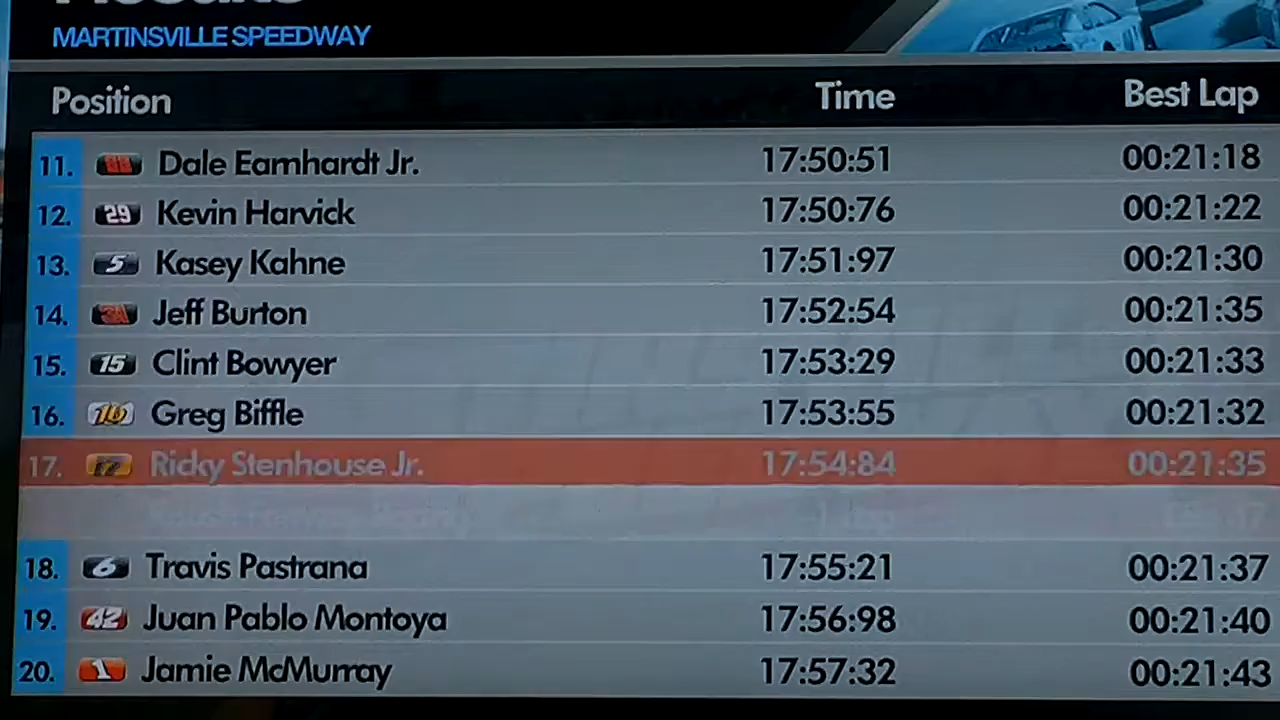 MARTINSVILLE SPEEDWAY
Position Time Best Lap
11. 88 Dale Earnhardt Jr. 17:50:51 00:21:18
12. 29 Kevin Harvick 17:50:76 00:21:22
13. 5 Kasey Kahne 17:51:97 00:21:30
14. 31 Jeff Burton 17:52:54 00:21:35
15. 15 Clint Bowyer 17:53:29 00:21:33
16. 16 Greg Biffle 17:53:55 00:21:32
17. 17 Ricky Stenhouse Jr. 17:54:84 00:21:35
18. 6 Travis Pastrana 17:55:21 00:21:37
19. 42 Juan Pablo Montoya 17:56:98 00:21:40
20. 1 Jamie McMurray 17:57:32 00:21:43